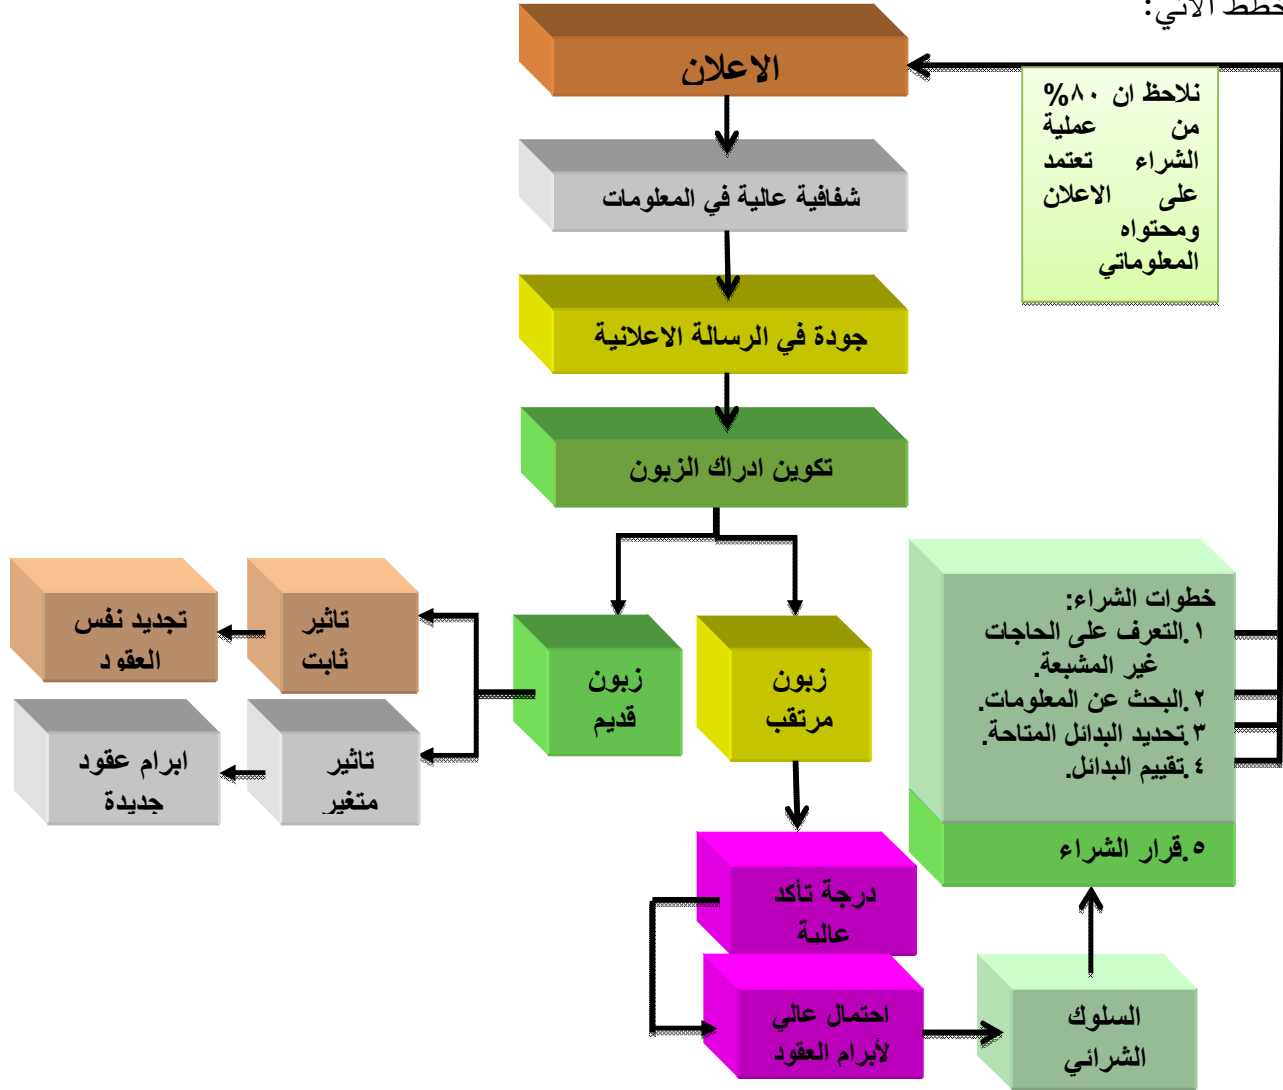 خطط الاتي:
الاعلان
نلاحظ ان ٨٠%
من عملية
الشراء تعتمد
على الاعلان
ومحتواه
المعلوماتي
شفافية عالية في المعلومات
جودة في الرسالة الاعلانية
تكوين ادراك الزبون
زبون
مرتقب
زبون
قديم
تاثير
ثابت
تجديد نفس
العقود
تاثير
متغير
ابرام عقود
جديدة
خطوات الشراء:
١.التعرف على الحاجات
غير المشبعة.
٢.البحث عن المعلومات.
٣.تحديد البدائل المتاحة.
٤.تقييم البدائل.
٥.قرار الشراء
درجة تأكد
عالية
احتمال عالي
لأبرام العقود
السلوك
الشرائي